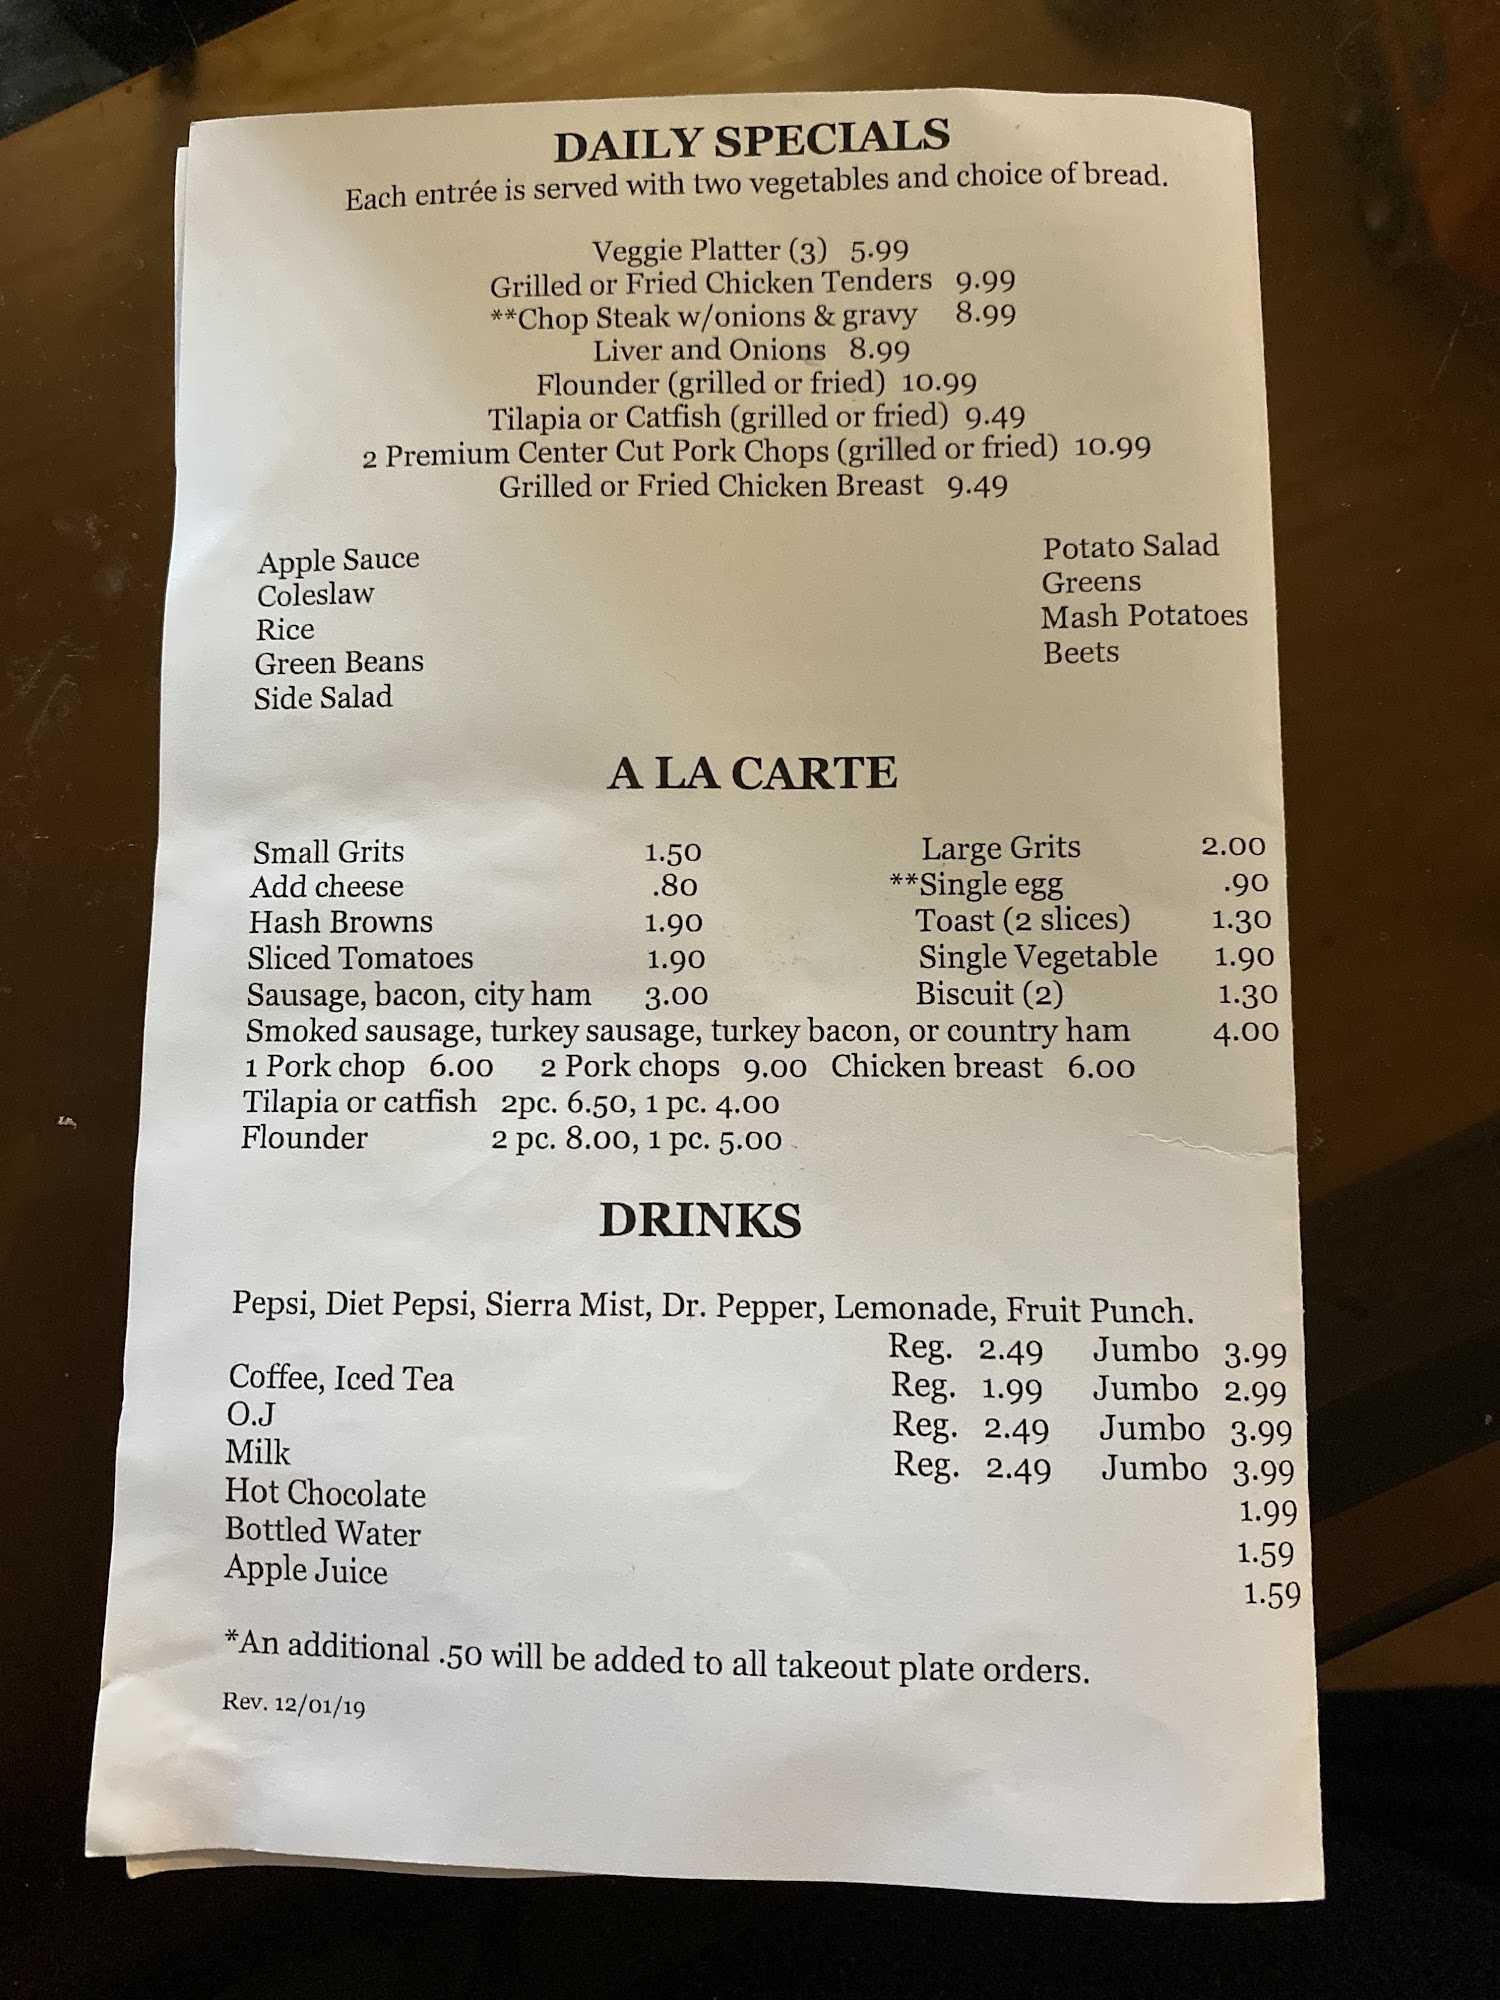 DAILY SPECIALS
Each entrée is served with two vegetables and choice of bread.
Veggie Platter (3) 5.99
Grilled or Fried Chicken Tenders 9.99
**Chop Steak w/onions & gravy 8.99
Liver and Onions 8.99
Flounder (grilled or fried) 10.99
Tilapia or Catfish (grilled or fried) 9.49
2 Premium Center Cut Pork Chops (grilled or fried) 10.99
Grilled or Fried Chicken Breast 9.49
Apple Sauce Potato Salad
Coleslaw Greens
Rice Mash Potatoes
Green Beans Beets
Side Salad
A LA CARTE
Small Grits 1.50 Large Grits 2.00
Add cheese .80 **Single egg .90
Hash Browns 1.90 Toast (2 slices) 1.30
Sliced Tomatoes 1.90 Single Vegetable 1.90
Sausage, bacon, city ham 3.00 Biscuit (2) 1.30
Smoked sausage, turkey sausage, turkey bacon, or country ham 4.00
1 Pork chop 6.00 2 Pork chops 9.00 Chicken breast 6.00
Tilapia or catfish 2pc. 6.50, 1 pc. 4.00
Flounder 2 pc. 8.00, 1 pc. 5.00
DRINKS
Pepsi, Diet Pepsi, Sierra Mist, Dr. Pepper, Lemonade, Fruit Punch.
Reg. 2.49 Jumbo 3.99
Coffee, Iced Tea Reg. 1.99 Jumbo 2.99
O.J Reg. 2.49 Jumbo 3.99
Milk Reg. 2.49 Jumbo 3.99
Hot Chocolate 1.99
Bottled Water 1.59
Apple Juice 1.59
*An additional .50 will be added to all takeout plate orders.
Rev. 12/01/19